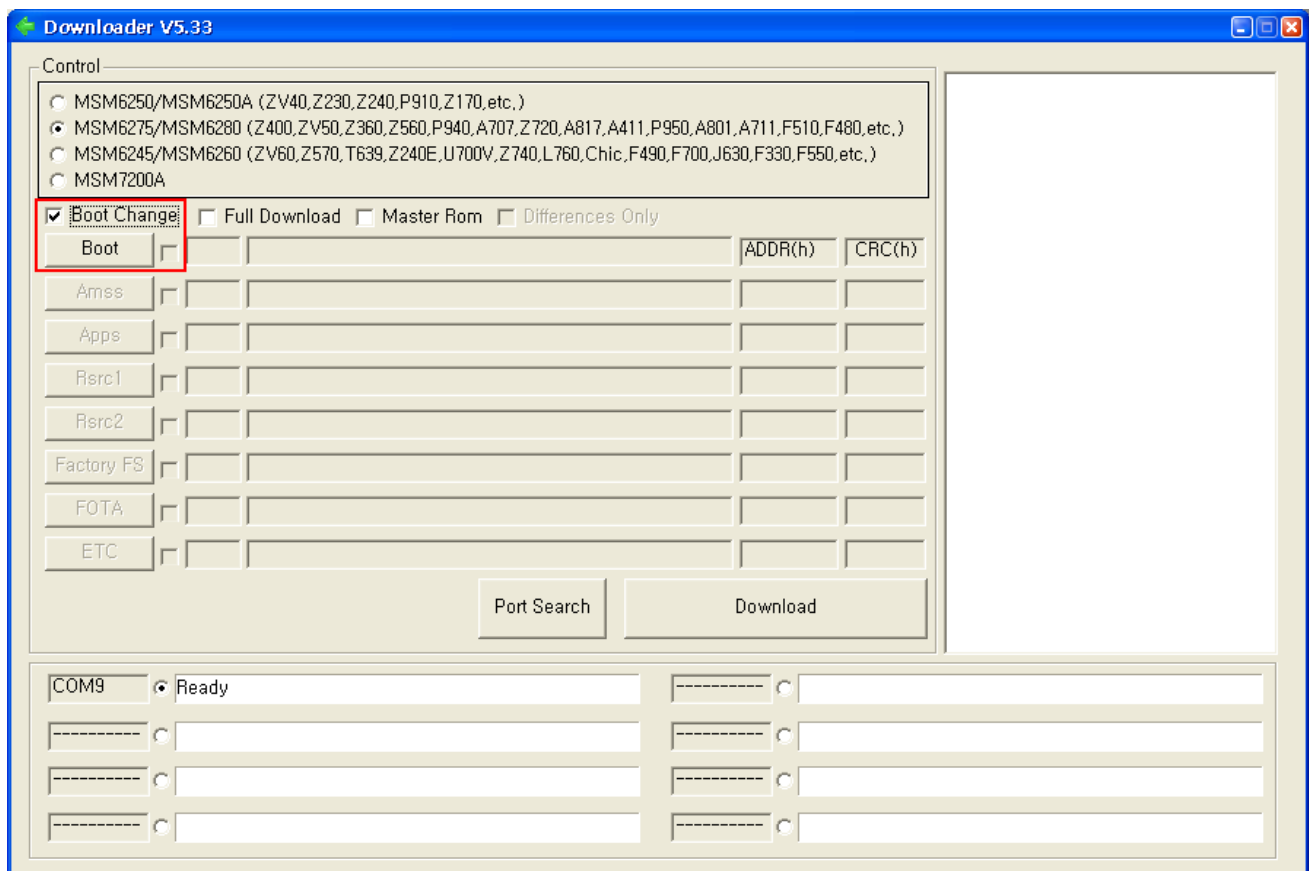 Downloader V5.33
Control
MSM6250/MSM6250A (ZV40,Z230,Z240,P910,Z170,etc,)
MSM6275/MSM6280 (Z400,ZV50,Z360,Z560,P940,A707,Z720,A817,A411,P950,A801,A711,F510,F480,etc,)
MSM6245/MSM6260 (ZV60,Z570,T639,Z240E,U700V,Z740,L760,Chic,F490,F700,J630,F330,F550,etc,)
MSM7200A
Boot Change Full Download Master Rom Differences Only
Boot ADDR(h) CRC(h)
Amss
Apps
Rsrc1
Rsrc2
Factory FS
FOTA
ETC
Port Search Download
COM9 Ready ----------
---------- ----------
---------- ----------
---------- ----------